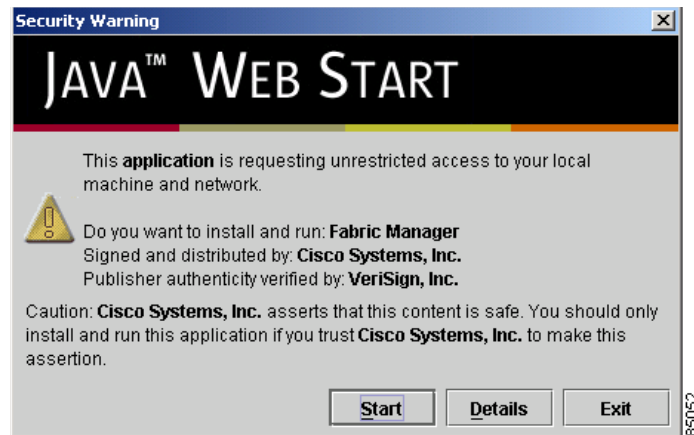 Security Warning
JAVA™ WEB START
This application is requesting unrestricted access to your local
machine and network.
Do you want to install and run: Fabric Manager
Signed and distributed by: Cisco Systems, Inc.
Publisher authenticity verified by: VeriSign, Inc.
Caution: Cisco Systems, Inc. asserts that this content is safe. You should only
install and run this application if you trust Cisco Systems, Inc. to make this
assertion.
Start Details Exit